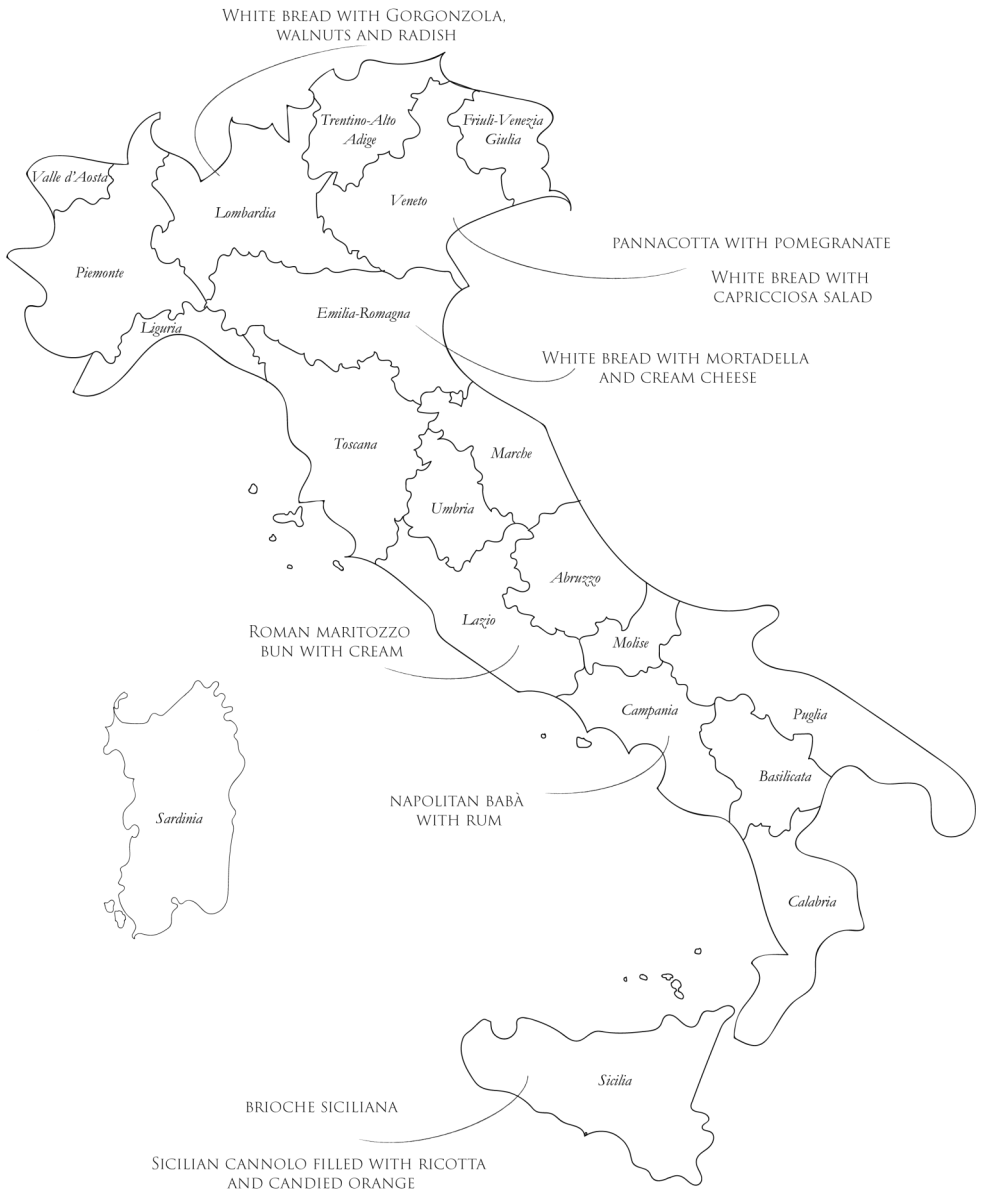 White bread with Gorgonzola,
walnuts and radish
Trentino-Alto
Adige
Friuli-Venezia
Giulia
Valle d'Aosta
Veneto
Lombardia
pannacotta with pomegranate
Piemonte
White bread with
capricciosa salad
Emilia-Romagna
Liguria
White bread with mortadella
and cream cheese
Toscana
Marche
Umbria
Abruzzo
Lazio
Roman maritozzo
bun with cream
Molise
Campania
Puglia
Basilicata
napolitan babà
with rum
Sardinia
Calabria
Sicilia
brioche siciliana
Sicilian cannolo filled with ricotta
and candied orange